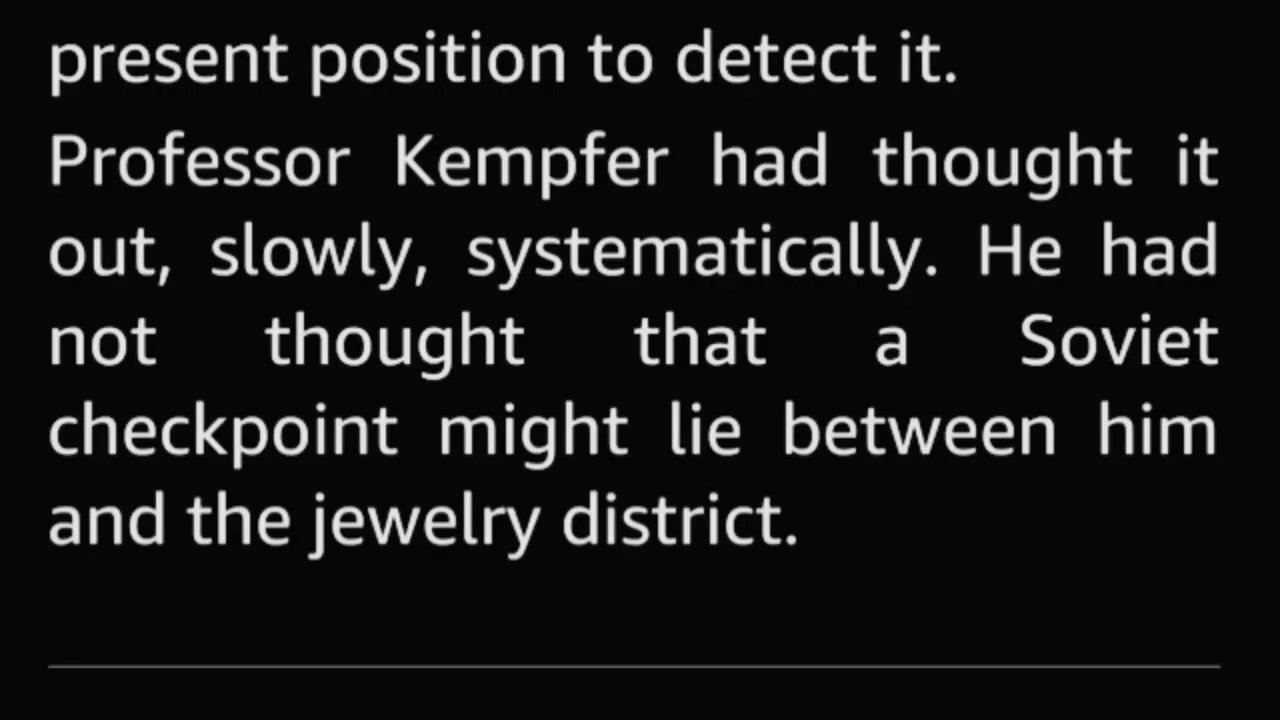 present position to detect it.
Professor Kempfer had thought it
out, slowly, systematically. He had
not thought that a Soviet
checkpoint might lie between him
and the jewelry district.